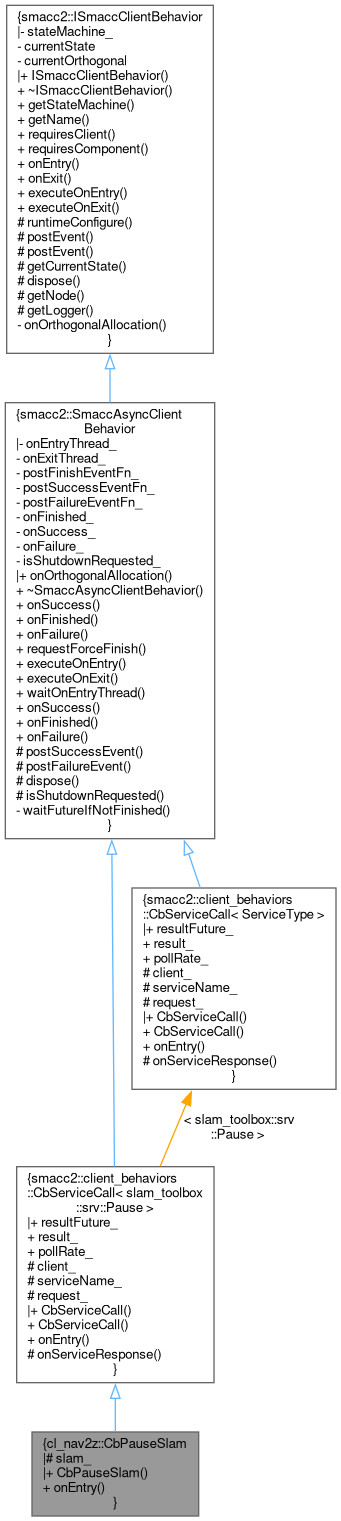 {smacc2::ISmaccClientBehavior
|- stateMachine_
- currentState
- currentOrthogonal
|+ ISmaccClientBehavior()
+ ~ISmaccClientBehavior()
+ getStateMachine()
+ getName()
+ requiresClient()
+ requiresComponent()
+ onEntry()
+ onExit()
+ executeOnEntry()
+ executeOnExit()
# runtimeConfigure()
# postEvent()
# postEvent()
# getCurrentState()
# dispose()
# getNode()
# getLogger()
- onOrthogonalAllocation()
}
{smacc2::SmaccAsyncClient
Behavior
|- onEntryThread_
- onExitThread_
- postFinishEventFn_
- postSuccessEventFn_
- postFailureEventFn_
- onFinished_
- onSuccess_
- onFailure_
- isShutdownRequested_
|+ onOrthogonalAllocation()
+ ~SmaccAsyncClientBehavior()
+ onSuccess()
+ onFinished()
+ onFailure()
+ requestForceFinish()
+ executeOnEntry()
+ executeOnExit()
+ waitOnEntryThread()
+ onSuccess()
+ onFinished()
+ onFailure()
# postSuccessEvent()
# postFailureEvent()
# dispose()
# isShutdownRequested()
- waitFutureIfNotFinished()
}
{smacc2::client_behaviors
::CbServiceCall< ServiceType >
|+ resultFuture_
+ result_
+ pollRate_
# client_
# serviceName_
# request_
|+ CbServiceCall()
+ CbServiceCall()
+ onEntry()
# onServiceResponse()
}
< slam_toolbox::srv
::Pause >
{smacc2::client_behaviors
::CbServiceCall< slam_toolbox
::srv::Pause >
|+ resultFuture_
+ result_
+ pollRate_
# client_
# serviceName_
# request_
|+ CbServiceCall()
+ CbServiceCall()
+ onEntry()
# onServiceResponse()
}
{cl_nav2z::CbPauseSlam
|# slam_
|+ CbPauseSlam()
+ onEntry()
}